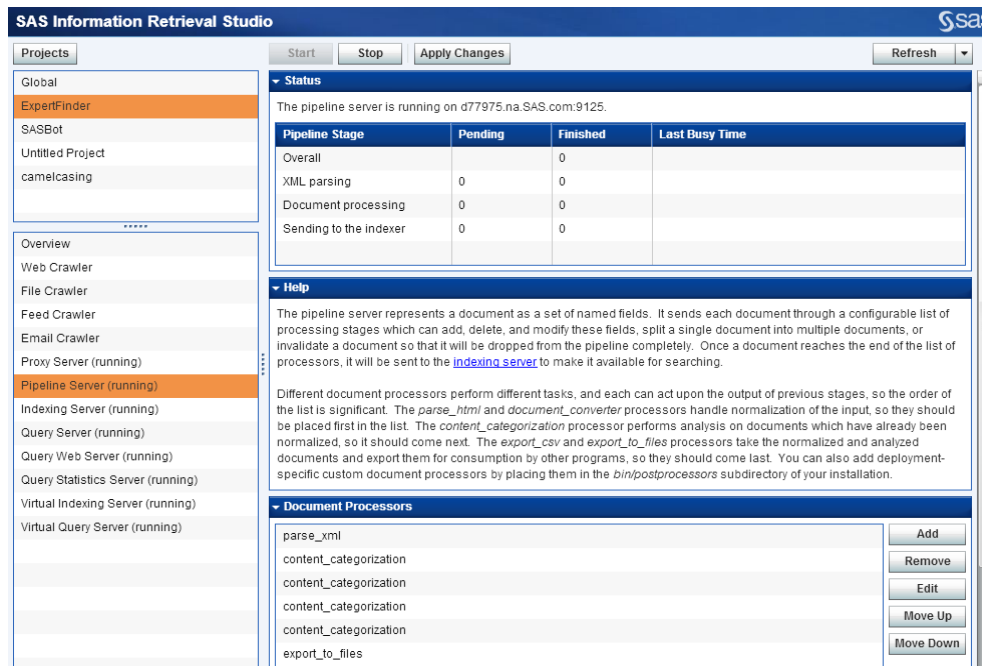 SAS Information Retrieval Studio
sas
Projects
Start Stop Apply Changes Refresh
Global
ExpertFinder
SASBot
Untitled Project
camelcasing
Overview
Web Crawler
File Crawler
Feed Crawler
Email Crawler
Proxy Server (running)
Pipeline Server (running)
Indexing Server (running)
Query Server (running)
Query Web Server (running)
Query Statistics Server (running)
Virtual Indexing Server (running)
Virtual Query Server (running)
Status
The pipeline server is running on d77975.na.SAS.com:9125.
Pipeline Stage Pending Finished Last Busy Time
Overall 0
XML parsing 0 0
Document processing 0 0
Sending to the indexer 0 0
Help
The pipeline server represents a document as a set of named fields. It sends each document through a configurable list of
processing stages which can add, delete, and modify these fields, split a single document into multiple documents, or
invalidate a document so that it will be dropped from the pipeline completely. Once a document reaches the end of the list of
processors, it will be sent to the indexing server to make it available for searching.
Different document processors perform different tasks, and each can act upon the output of previous stages, so the order of
the list is significant. The parse_html and document_converter processors handle normalization of the input, so they should
be placed first in the list. The content_categorization processor performs analysis on documents which have already been
normalized, so it should come next. The export_csv and export_to_files processors take the normalized and analyzed
documents and export them for consumption by other programs, so they should come last. You can also add deployment-
specific custom document processors by placing them in the bin/postprocessors subdirectory of your installation.
Document Processors
parse_xml
content_categorization
content_categorization
content_categorization
content_categorization
export_to_files
Add
Remove
Edit
Move Up
Move Down